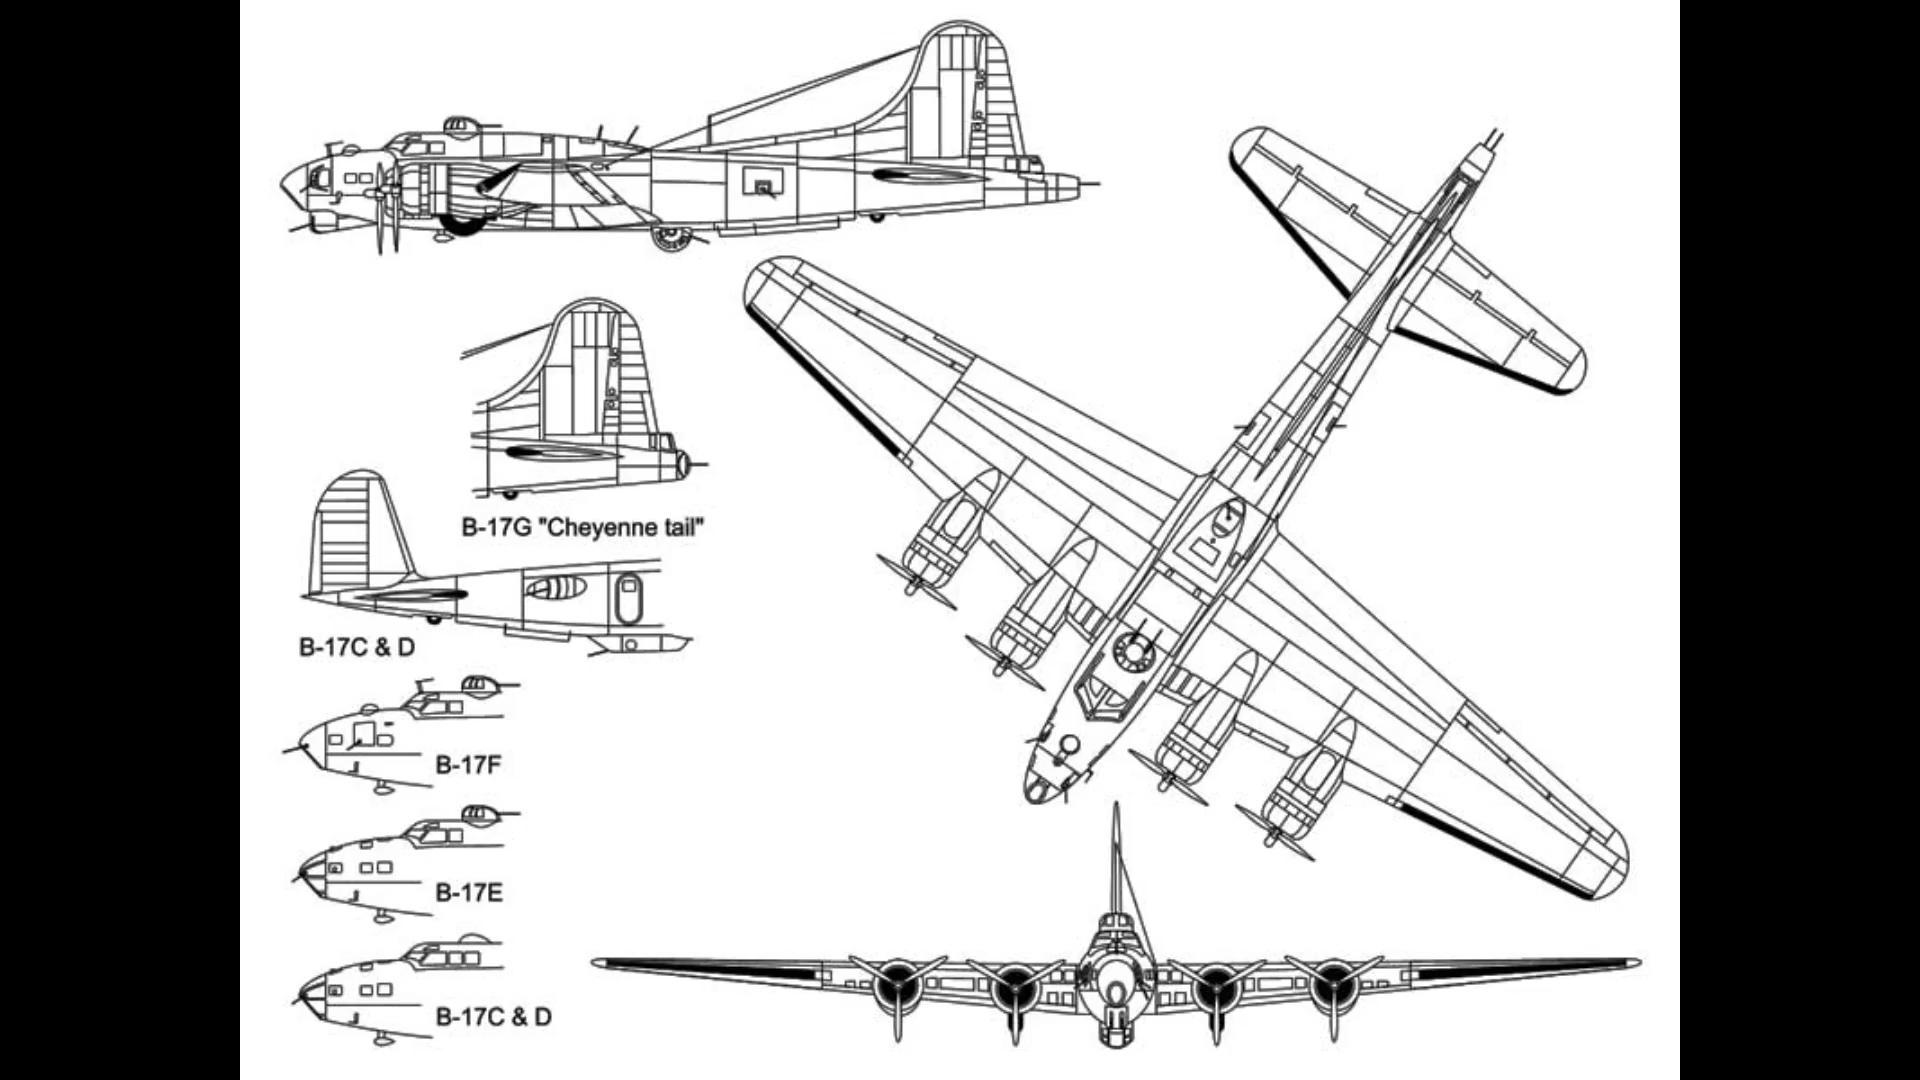 B-17G "Cheyenne tail"
B-17C & D
B-17F
B-17E
B-17C & D